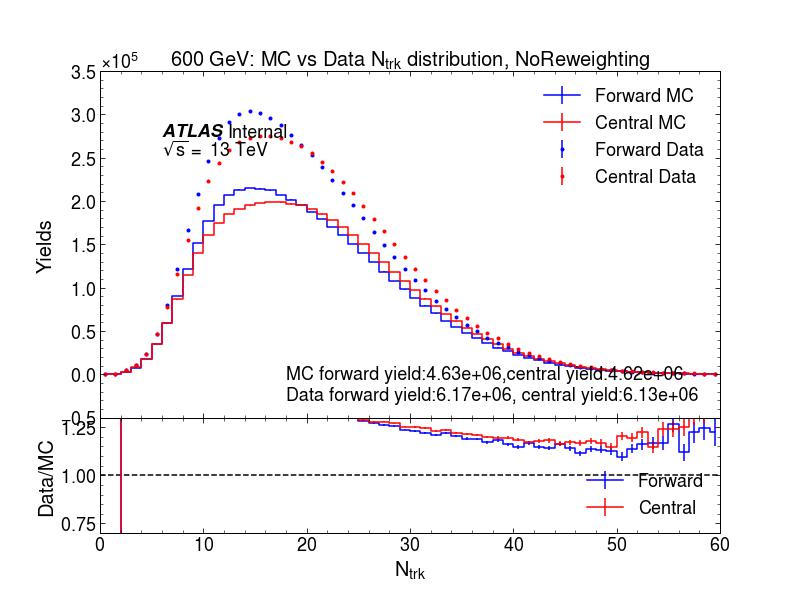 ×10⁵
600 GeV: MC vs Data Ntrk distribution, NoReweighting
3.5
3.0
2.5
2.0
1.5
1.0
0.5
0.0
0.5
Yields
ATLAS Internal
√s = 13 TeV
Forward MC
Central MC
Forward Data
Central Data
MC forward yield:4.63e+06,central yield:4.62e+06
Data forward yield:6.17e+06, central yield:6.13e+06
1.25
1.00
0.75
Data/MC
Forward
Central
0 10 20 30 40 50 60
Ntrk